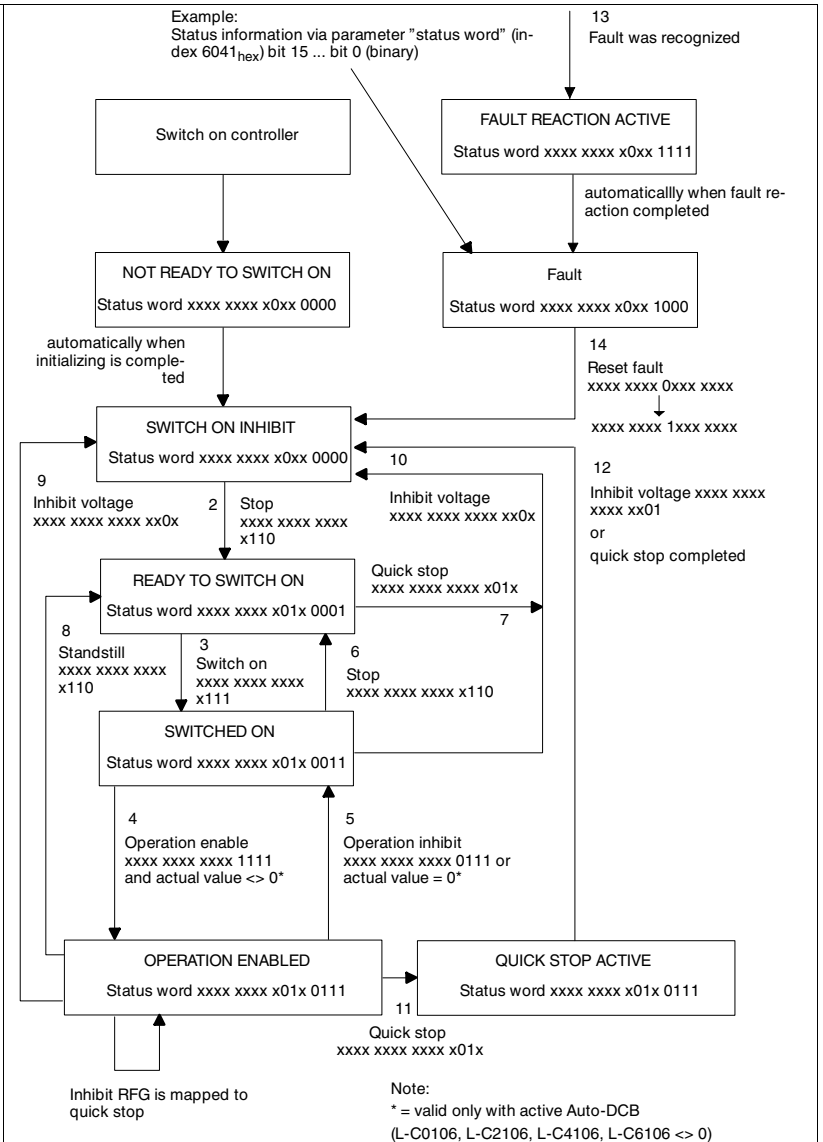 Example:
Status information via parameter "status word" (in-
dex 6041hex) bit 15 ... bit 0 (binary)
13
Fault was recognized
Switch on controller
FAULT REACTION ACTIVE
Status word xxxx xxxx x0xx 1111
automaticallly when fault re-
action completed
NOT READY TO SWITCH ON
Status word xxxx xxxx x0xx 0000
Fault
Status word xxxx xxxx x0xx 1000
automatically when
initializing is comple-
ted
14
Reset fault
xxxx xxxx 0xxx xxxx
xxxx xxxx 1xxx xxxx
SWITCH ON INHIBIT
Status word xxxx xxxx x0xx 0000
9
Inhibit voltage
xxxx xxxx xxxx xx0x
2
Stop
xxxx xxxx xxxx
x110
10
Inhibit voltage
xxxx xxxx xxxx xx0x
12
Inhibit voltage xxxx xxxx
xxxx xx01
or
quick stop completed
READY TO SWITCH ON
Status word xxxx xxxx x01x 0001
Quick stop
xxxx xxxx xxxx x01x
7
8
Standstill
xxxx xxxx xxxx
x110
3
Switch on
xxxx xxxx xxxx
x111
6
Stop
xxxx xxxx xxxx x110
SWITCHED ON
Status word xxxx xxxx x01x 0011
4
Operation enable
xxxx xxxx xxxx 1111
and actual value <> 0*
5
Operation inhibit
xxxx xxxx xxxx 0111 or
actual value = 0*
OPERATION ENABLED
Status word xxxx xxxx x01x 0111
QUICK STOP ACTIVE
Status word xxxx xxxx x01x 0111
11
Quick stop
xxxx xxxx xxxx x01x
Inhibit RFG is mapped to
quick stop
Note:
* = valid only with active Auto-DCB
(L-C0106, L-C2106, L-C4106, L-C6106 <> 0)